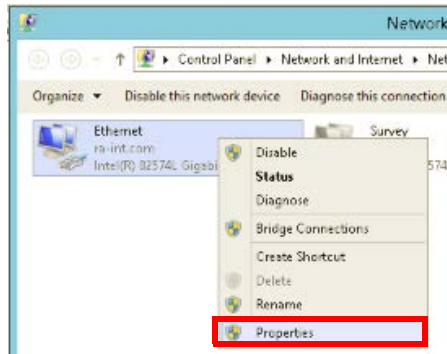 Network
Control Panel ▸ Network and Internet ▸ Net
Organize ▾ Disable this network device Diagnose this connection
Ethernet
ra-int.com
Intel(R) 82574L Gigabi
Survey
574
Disable
Status
Diagnose
Bridge Connections
Create Shortcut
Delete
Rename
Properties